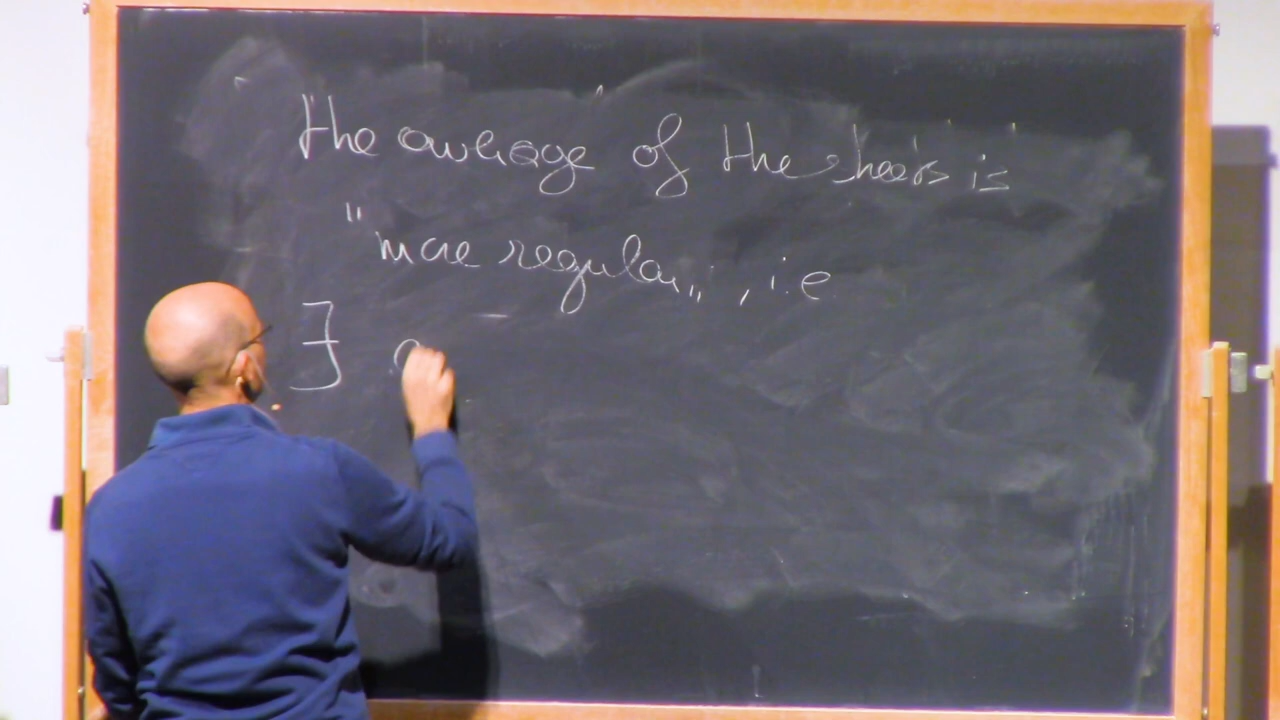 the average of the shears is
"more regular„, i.e
∃